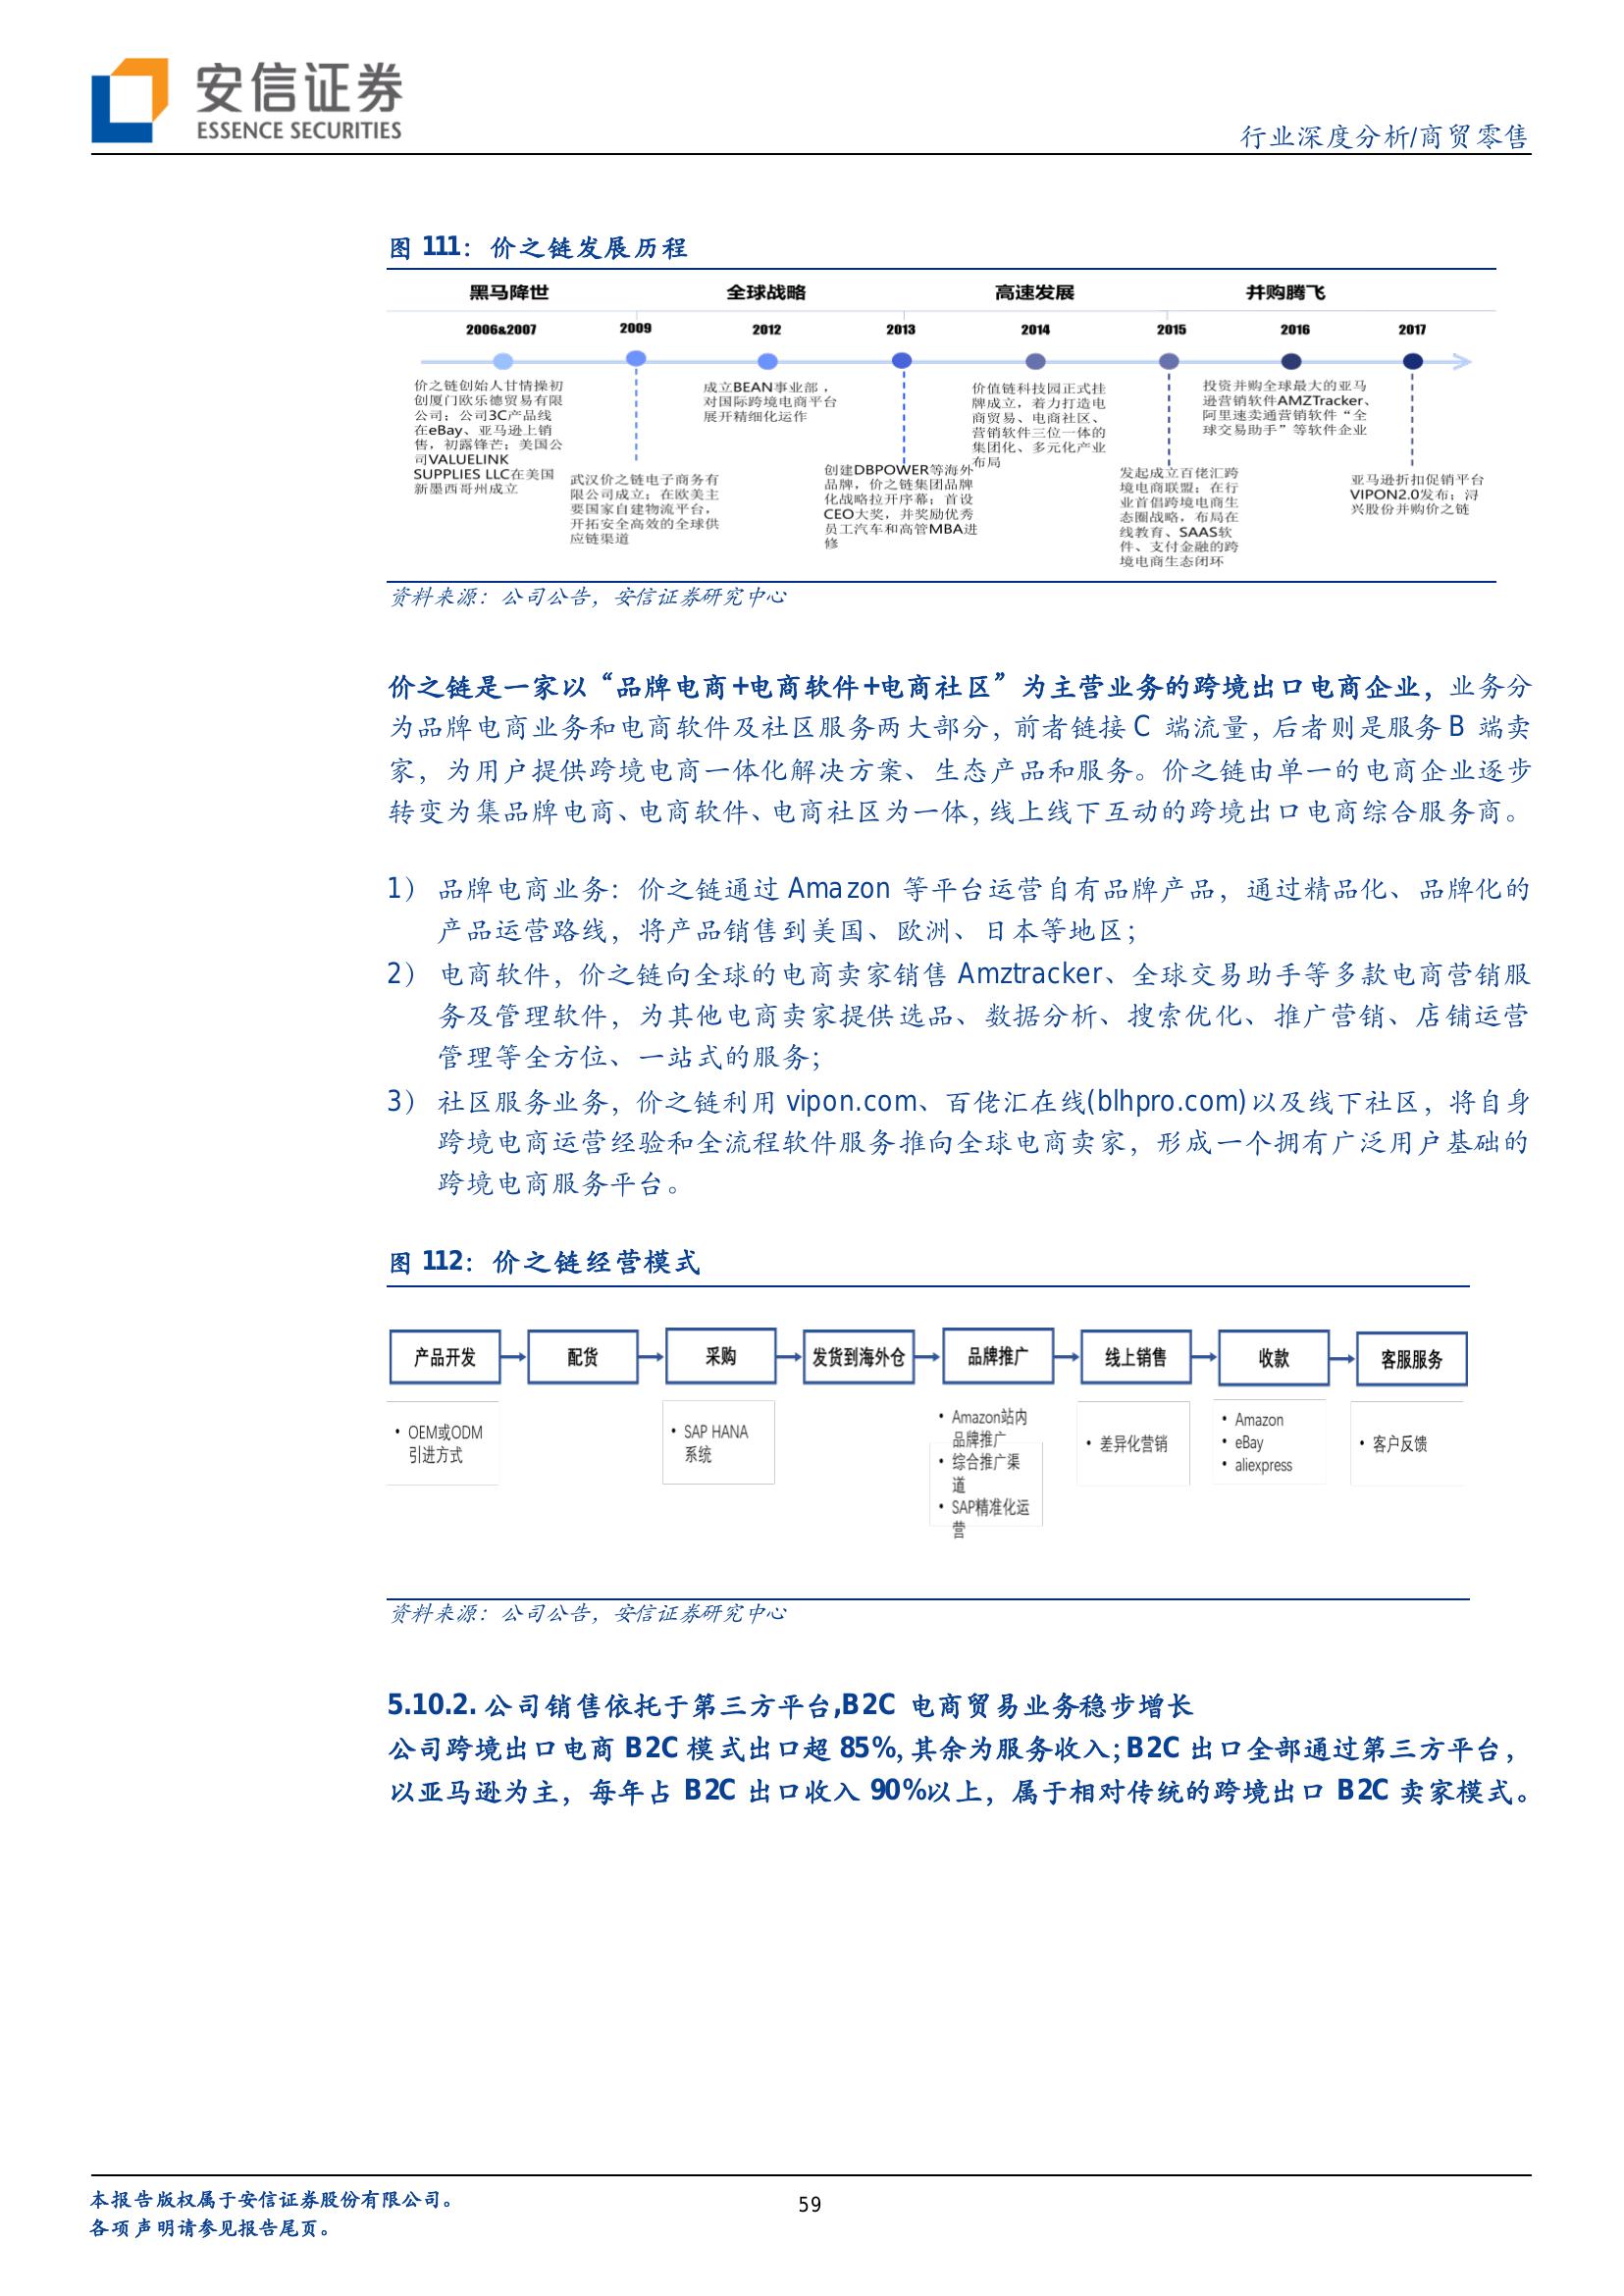 安信证券
ESSENCE SECURITIES
行业深度分析/商贸零售
图 111：价之链发展历程
黑马降世
全球战略
高速发展
并购腾飞
2006&2007
2009
2012
2013
2014
2015
2016
2017
价之链创始人甘情操初
创厦门欧乐德贸易有限
公司；公司3C产品线
在eBay、亚马逊上销
售，初露锋芒；美国公
司VALUELINK
SUPPLIES LLC在美国
新墨西哥州成立
武汉价之链电子商务有
限公司成立；在欧美主
要国家自建物流平台，
开拓安全高效的全球供
应链渠道
成立BEAN事业部，
对国际跨境电商平台
展开精细化运作
创建DBPOWER等海外
品牌，价之链集团品牌
化战略拉开序幕；首设
CEO大奖，并奖励优秀
员工汽车和高管MBA进
修
价值链科技园正式挂
牌成立，着力打造电
商贸易、电商社区、
营销软件三位一体的
集团化、多元化产业
布局
发起成立百佬汇跨
境电商联盟；在行
业首倡跨境电商生
态圈战略，布局在
线教育、SAAS软
件、支付金融的跨
境电商生态闭环
投资并购全球最大的亚马
逊营销软件AMZTracker、
阿里速卖通营销软件“全
球交易助手”等软件企业
亚马逊折扣促销平台
VIPON2.0发布；浔
兴股份并购价之链
资料来源：公司公告，安信证券研究中心
价之链是一家以“品牌电商+电商软件+电商社区”为主营业务的跨境出口电商企业，业务分
为品牌电商业务和电商软件及社区服务两大部分，前者链接 C 端流量，后者则是服务 B 端卖
家，为用户提供跨境电商一体化解决方案、生态产品和服务。价之链由单一的电商企业逐步
转变为集品牌电商、电商软件、电商社区为一体，线上线下互动的跨境出口电商综合服务商。
1） 品牌电商业务：价之链通过 Amazon 等平台运营自有品牌产品，通过精品化、品牌化的
产品运营路线，将产品销售到美国、欧洲、日本等地区；
2） 电商软件，价之链向全球的电商卖家销售 Amztracker、全球交易助手等多款电商营销服
务及管理软件，为其他电商卖家提供选品、数据分析、搜索优化、推广营销、店铺运营
管理等全方位、一站式的服务；
3） 社区服务业务，价之链利用 vipon.com、百佬汇在线(blhpro.com)以及线下社区，将自身
跨境电商运营经验和全流程软件服务推向全球电商卖家，形成一个拥有广泛用户基础的
跨境电商服务平台。
图 112：价之链经营模式
产品开发
配货
采购
发货到海外仓
品牌推广
线上销售
收款
客服服务
• OEM或ODM
引进方式
• SAP HANA
系统
• Amazon站内
品牌推广
• 综合推广渠
道
• SAP精准化运
营
• 差异化营销
• Amazon
• eBay
• aliexpress
• 客户反馈
资料来源：公司公告，安信证券研究中心
5.10.2. 公司销售依托于第三方平台,B2C 电商贸易业务稳步增长
公司跨境出口电商 B2C 模式出口超 85%，其余为服务收入；B2C 出口全部通过第三方平台，
以亚马逊为主，每年占 B2C 出口收入 90%以上，属于相对传统的跨境出口 B2C 卖家模式。
本报告版权属于安信证券股份有限公司。
59
各项声明请参见报告尾页。